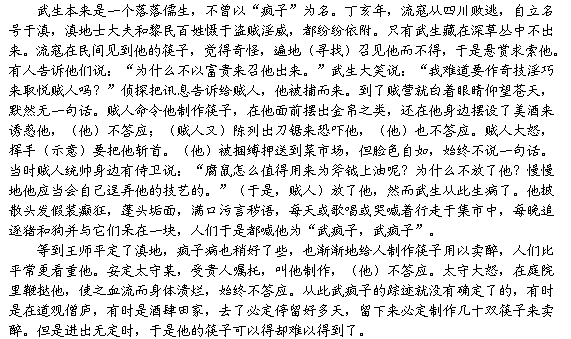 武生本来是一个落落儒生，不曾以“疯子”为名。丁亥年，流寇从四川败逃，自立名
号于滇，滇地士大夫和黎民百姓慑于盗贼淫威，都纷纷依附。只有武生藏在深草丛中不出
来。流寇在民间见到他的筷子，觉得奇怪，遍地（寻找）召见他而不得，于是悬赏求索他。
有人告诉他们说：“为什么不以富贵来召他出来。”武生大笑说：“我难道要作奇技淫巧
来取悦贼人吗？”侦探把讯息告诉给贼人，他被捕而来。到了贼营就白着眼睛仰望苍天，
默然无一句话。贼人命令他制作筷子，在他面前摆出金帛之类，还在他身边摆设了美酒来
诱惑他，（他）不答应；（贼人又）陈列出刀锯来恐吓他，（他）也不答应。贼人大怒，
挥手（示意）要把他斩首。（他）被捆缚押送到菜市场，但脸色自如，始终不说一句话。
当时贼人统帅身边有侍卫说：“腐鼠怎么值得用来为斧钺上油呢？为什么不放了他？慢慢
地他应当会自己逞弄他的技艺的。”（于是，贼人）放了他，然而武生从此生病了。他披
散头发假装癫狂，蓬头垢面，满口污言秽语，每天或歌唱或哭喊着行走于集市中，每晚追
逐猪和狗并与它们呆在一块，人们于是都喊他为“武疯子，武疯子”。
等到王师平定了滇地，疯子病也稍好了些，也渐渐地给人制作筷子用以卖醉，人们比
平常更看重他。安定太守某，受贵人嘱托，叫他制作，（他）不答应。太守大怒，在庭院
里鞭挞他，使之血流而身体溃烂，始终不答应。从此武疯子的踪迹就没有确定了的，有时
是在道观僧庐，有时是酒肆田家，去了必定停留好多天，留下来必定制作几十双筷子来卖
醉。但是进出无定时，于是他的筷子可以得却难以得到了。